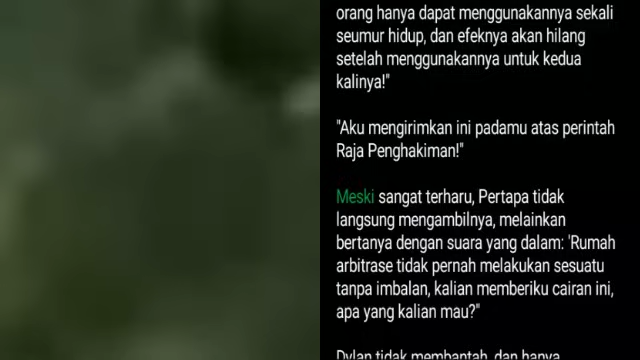 orang hanya dapat menggunakannya sekali
seumur hidup, dan efeknya akan hilang
setelah menggunakannya untuk kedua
kalinya!"
"Aku mengirimkan ini padamu atas perintah
Raja Penghakiman!"
Meski sangat terharu, Pertapa tidak
langsung mengambilnya, melainkan
bertanya dengan suara yang dalam: 'Rumah
arbitrase tidak pernah melakukan sesuatu
tanpa imbalan, kalian memberiku cairan ini,
apa yang kalian mau?"
Dylan tidak membantah, dan hanya